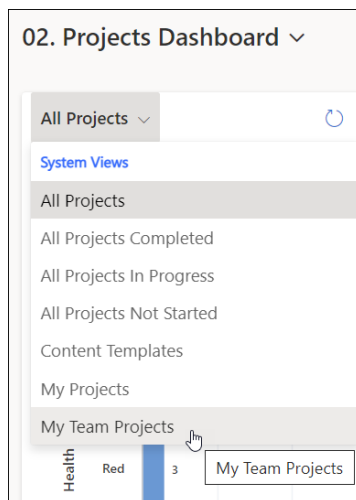 02. Projects Dashboard
All Projects
System Views
All Projects
All Projects Completed
All Projects In Progress
All Projects Not Started
Content Templates
My Projects
My Team Projects
Health
Red
3
My Team Projects